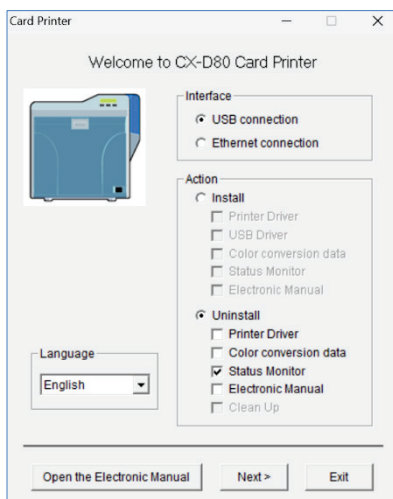 Card Printer
Welcome to CX-D80 Card Printer
Interface
USB connection
Ethernet connection
Action
Install
Printer Driver
USB Driver
Color conversion data
Status Monitor
Electronic Manual
Uninstall
Printer Driver
Color conversion data
Status Monitor
Electronic Manual
Clean Up
Language
English
Open the Electronic Manual
Next >
Exit